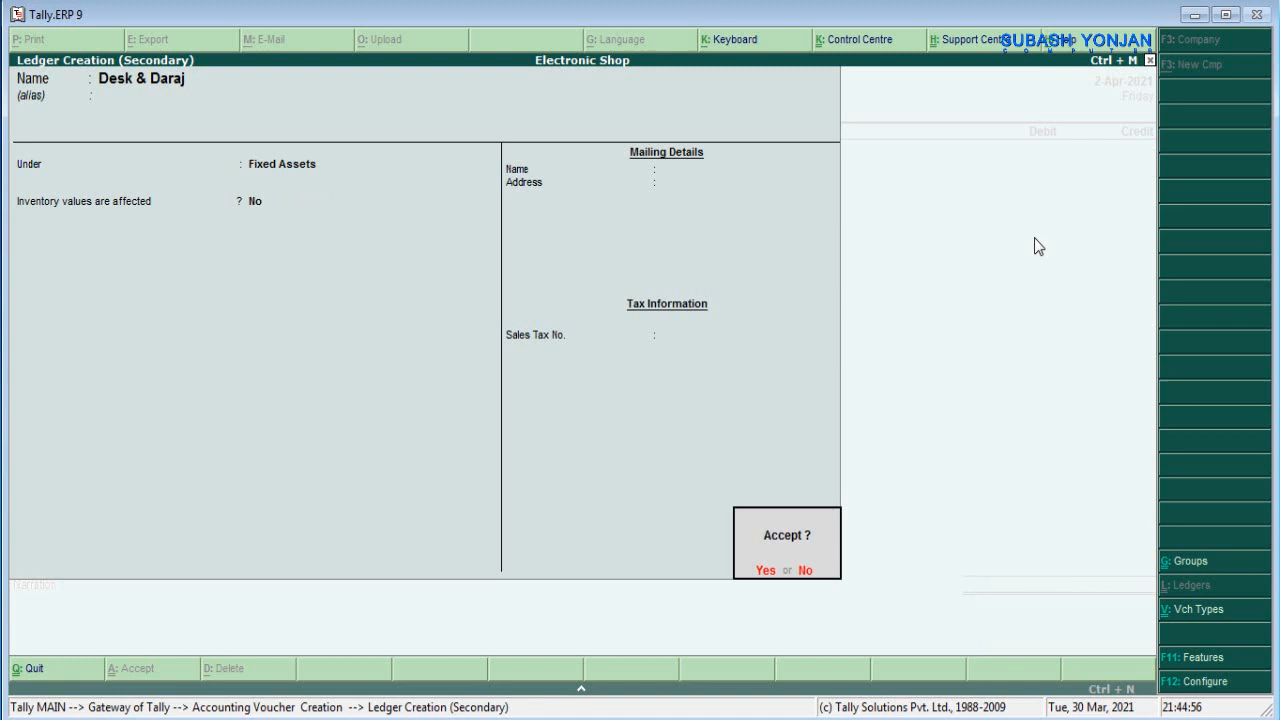 Tally.ERP 9
P: Print
E: Export
M: E-Mail
O: Upload
G: Language
K: Keyboard
K: Control Centre
H: Support Centre
SUBASH YONJAN
COMPUTER
F3: Company
Ledger Creation (Secondary)
Electronic Shop
Ctrl + M
F3: New Cmp
Name : Desk & Daraj
(alias) :
2-Apr-2021
Friday
Debit Credit
Under : Fixed Assets
Inventory values are affected ? No
Mailing Details
Name :
Address :
Tax Information
Sales Tax No. :
Accept ?
Yes or No
Narration:
G: Groups
L: Ledgers
V: Vch Types
F11: Features
F12: Configure
Q: Quit
A: Accept
D: Delete
Ctrl + N
Tally MAIN --> Gateway of Tally --> Accounting Voucher Creation --> Ledger Creation (Secondary)
(c) Tally Solutions Pvt. Ltd., 1988-2009
Tue, 30 Mar, 2021
21:44:56